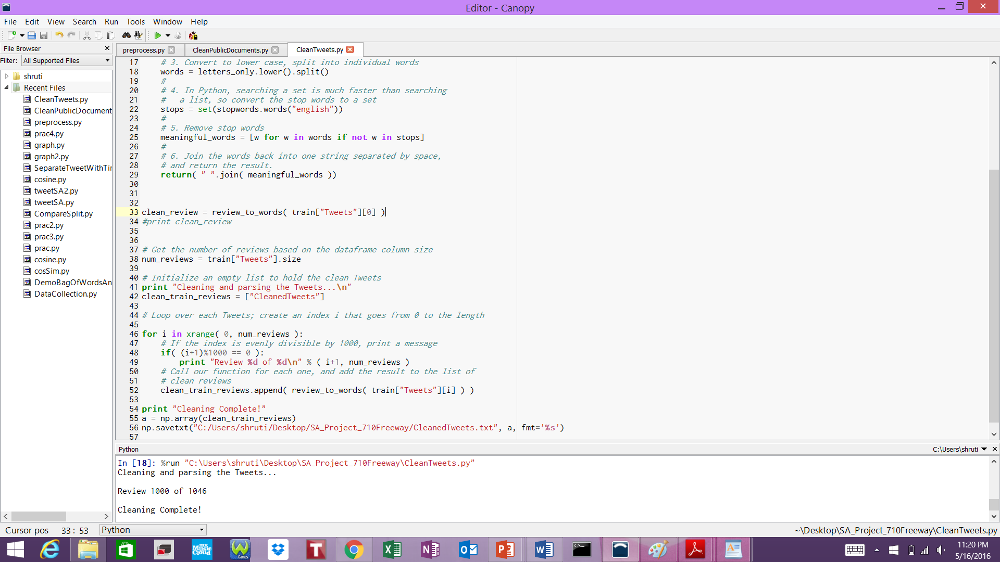 Editor - Canopy
File Edit View Search Run Tools Window Help
File Browser
Filter: All Supported Files
shruti
Recent Files
CleanTweets.py
CleanPublicDocument
preprocess.py
prac4.py
graph.py
graph2.py
SeparateTweetWithTir
cosine.py
tweetSA2.py
tweetSA.py
CompareSplit.py
prac2.py
prac3.py
prac.py
cosine.py
cosSim.py
DemoBagOfWordsAn
DataCollection.py
preprocess.py CleanPublicDocuments.py CleanTweets.py
17 # 3. Convert to lower case, split into individual words
18 words = letters_only.lower().split()
19 #
20 # 4. In Python, searching a set is much faster than searching
21 # a list, so convert the stop words to a set
22 stops = set(stopwords.words("english"))
23 #
24 # 5. Remove stop words
25 meaningful_words = [w for w in words if not w in stops]
26 #
27 # 6. Join the words back into one string separated by space,
28 # and return the result.
29 return( " ".join( meaningful_words ))
30
31
32
33 clean_review = review_to_words( train["Tweets"][0] )
34 #print clean_review
35
36
37 # Get the number of reviews based on the dataframe column size
38 num_reviews = train["Tweets"].size
39
40 # Initialize an empty list to hold the clean Tweets
41 print "Cleaning and parsing the Tweets...\n"
42 clean_train_reviews = ["CleanedTweets"]
43
44 # Loop over each Tweets; create an index i that goes from 0 to the length
45
46 for i in xrange( 0, num_reviews ):
47 # If the index is evenly divisible by 1000, print a message
48 if( (i+1)%1000 == 0 ):
49 print "Review %d of %d\n" % ( i+1, num_reviews )
50 # Call our function for each one, and add the result to the list of
51 # clean reviews
52 clean_train_reviews.append( review_to_words( train["Tweets"][i] ) )
53
54 print "Cleaning Complete!"
55 a = np.array(clean_train_reviews)
56 np.savetxt("C:/Users/shruti/Desktop/SA_Project_710Freeway/CleanedTweets.txt", a, fmt='%s')
57
Python C:\Users\shruti
In [18]: %run "C:\Users\shruti\Desktop\SA_Project_710Freeway\CleanTweets.py"
Cleaning and parsing the Tweets...
Review 1000 of 1046
Cleaning Complete!
Cursor pos 33 : 53 Python ~\Desktop\SA_Project_710Freeway\CleanTweets.py
my Music Cloud
Games
11:20 PM
5/16/2016